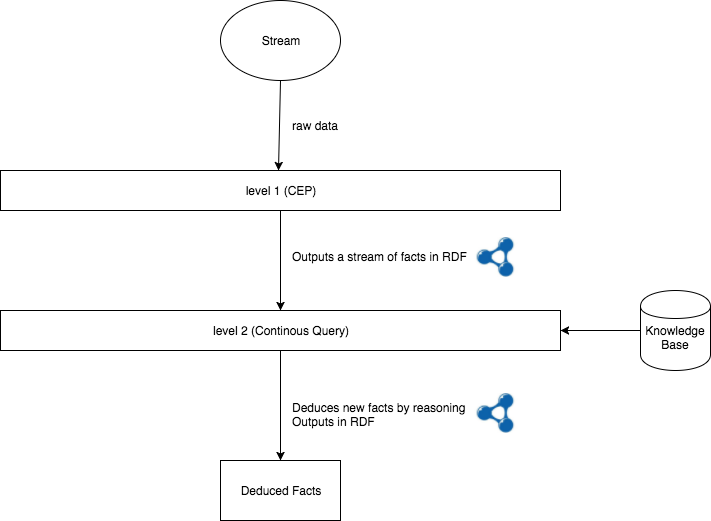 Stream
raw data
level 1 (CEP)
Outputs a stream of facts in RDF
level 2 (Continous Query)
Knowledge
Base
Deduces new facts by reasoning
Outputs in RDF
Deduced Facts